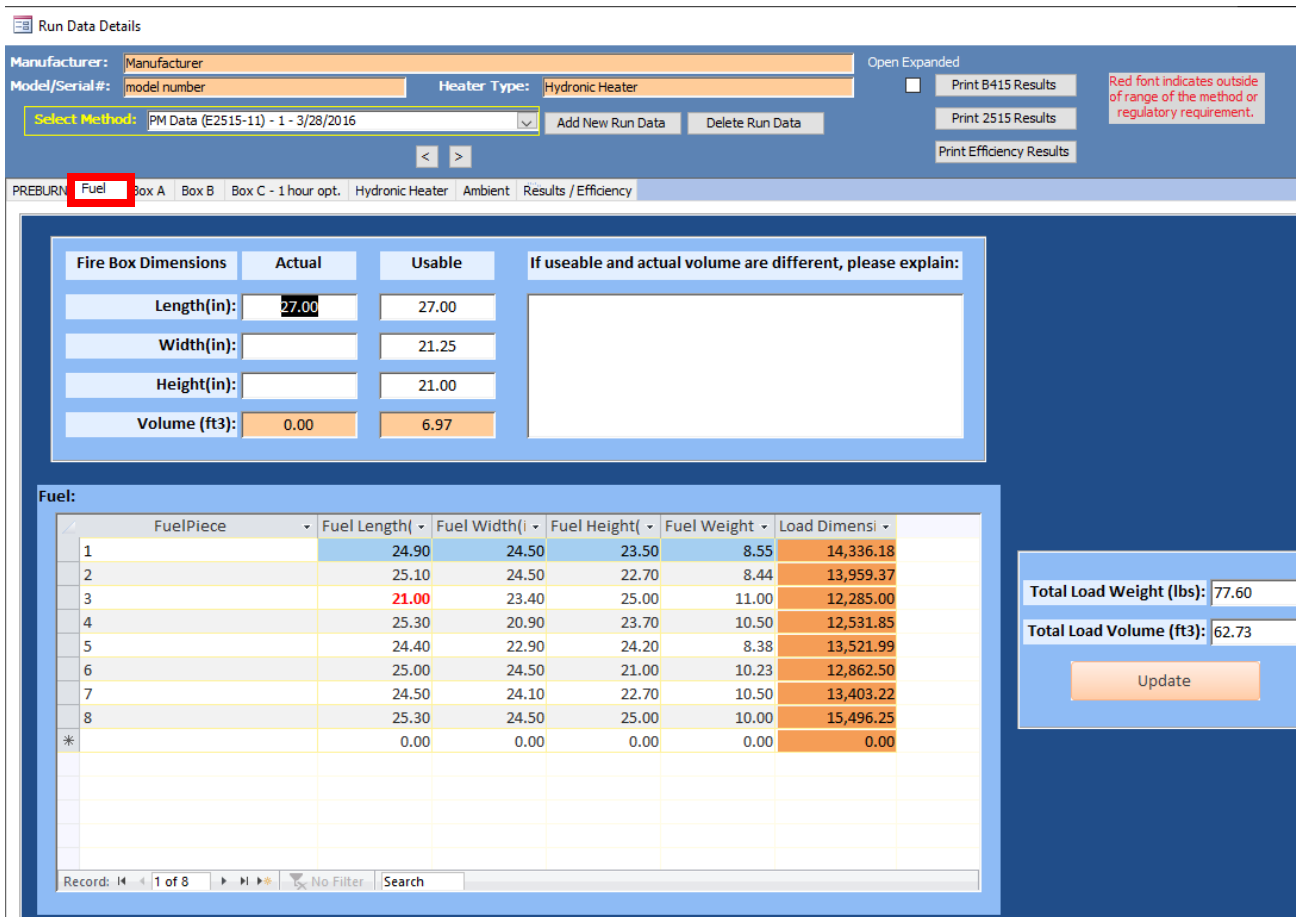 Run Data Details
Manufacturer: Manufacturer Open Expanded
Model/Serial#: model number Heater Type: Hydronic Heater Print B415 Results
Red font indicates outside
of range of the method or
regulatory requirement.
Select Method: PM Data (E2515-11) - 1 - 3/28/2016 Add New Run Data Delete Run Data Print 2515 Results
< > Print Efficiency Results
PREBURN Fuel Box A Box B Box C - 1 hour opt. Hydronic Heater Ambient Results / Efficiency
Fire Box Dimensions Actual Usable If useable and actual volume are different, please explain:
Length(in): 27.00 27.00
Width(in): 21.25
Height(in): 21.00
Volume (ft3): 0.00 6.97
Fuel:
FuelPiece Fuel Length( Fuel Width(i Fuel Height( Fuel Weight Load Dimensi
1 24.90 24.50 23.50 8.55 14,336.18
2 25.10 24.50 22.70 8.44 13,959.37
3 21.00 23.40 25.00 11.00 12,285.00
4 25.30 20.90 23.70 10.50 12,531.85
5 24.40 22.90 24.20 8.38 13,521.99
6 25.00 24.50 21.00 10.23 12,862.50
7 24.50 24.10 22.70 10.50 13,403.22
8 25.30 24.50 25.00 10.00 15,496.25
* 0.00 0.00 0.00 0.00 0.00
Total Load Weight (lbs): 77.60
Total Load Volume (ft3): 62.73
Update
Record: 1 of 8 No Filter Search